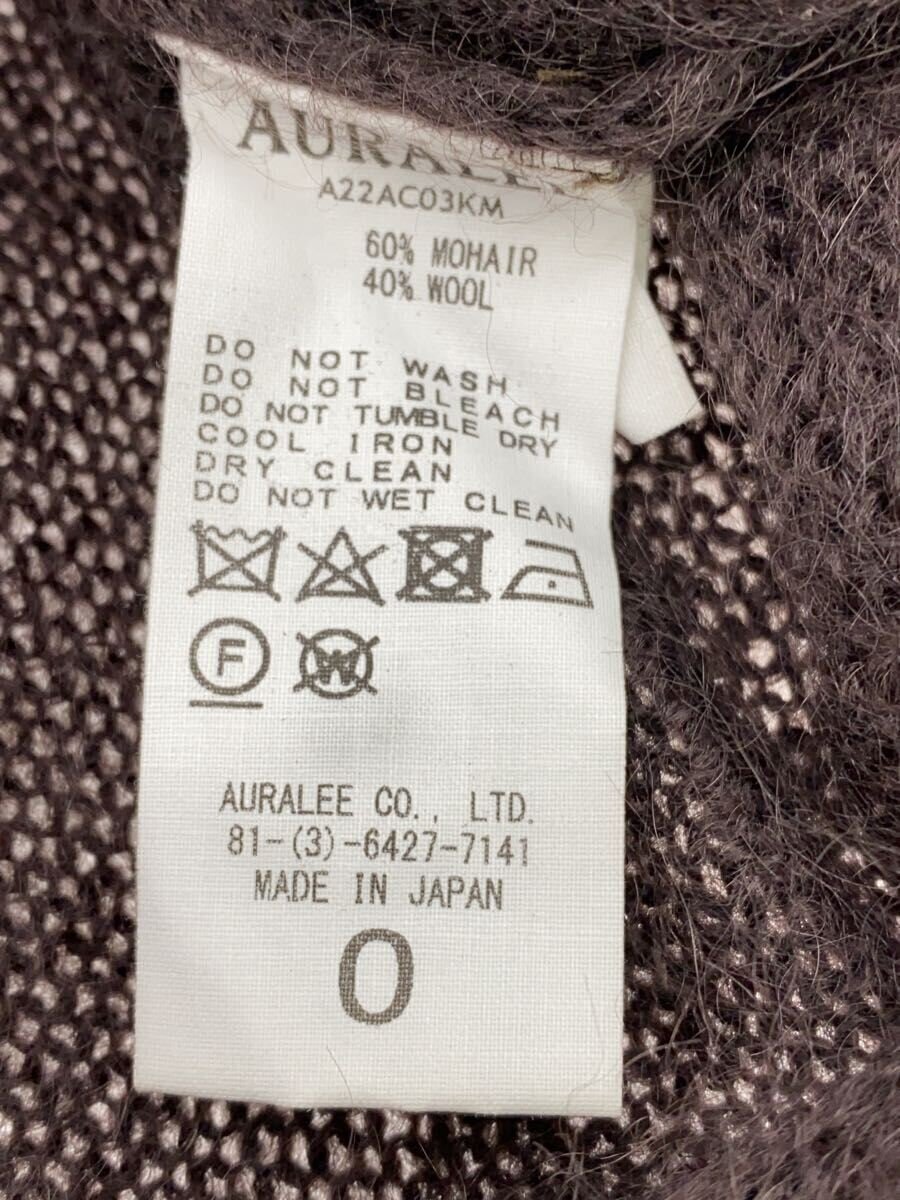 AURALEE
A22AC03KM
60% MOHAIR
40% WOOL
DO NOT WASH
DO NOT BLEACH
DO NOT TUMBLE DRY
COOL IRON
DRY CLEAN
DO NOT WET CLEAN
F W
AURALEE CO., LTD.
81-(3)-6427-7141
MADE IN JAPAN
0